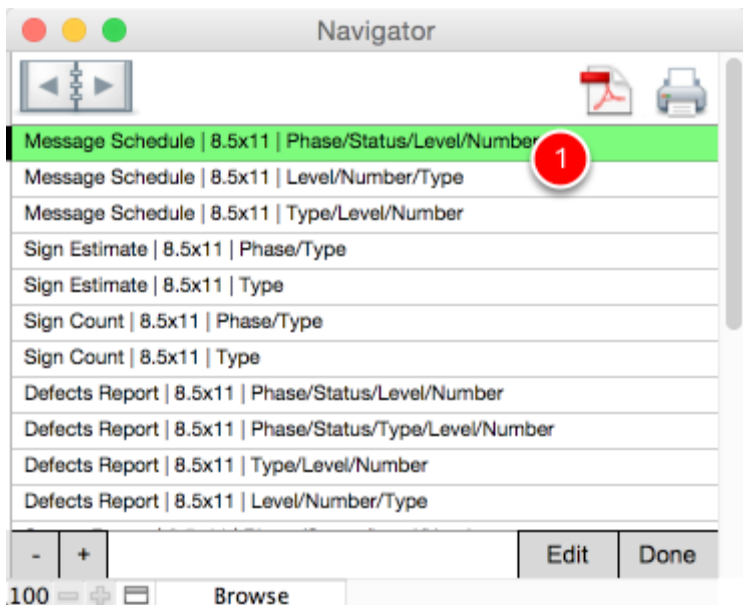 Navigator
Message Schedule | 8.5x11 | Phase/Status/Level/Number
1
Message Schedule | 8.5x11 | Level/Number/Type
Message Schedule | 8.5x11 | Type/Level/Number
Sign Estimate | 8.5x11 | Phase/Type
Sign Estimate | 8.5x11 | Type
Sign Count | 8.5x11 | Phase/Type
Sign Count | 8.5x11 | Type
Defects Report | 8.5x11 | Phase/Status/Level/Number
Defects Report | 8.5x11 | Phase/Status/Type/Level/Number
Defects Report | 8.5x11 | Type/Level/Number
Defects Report | 8.5x11 | Level/Number/Type
- + Edit Done
100 Browse